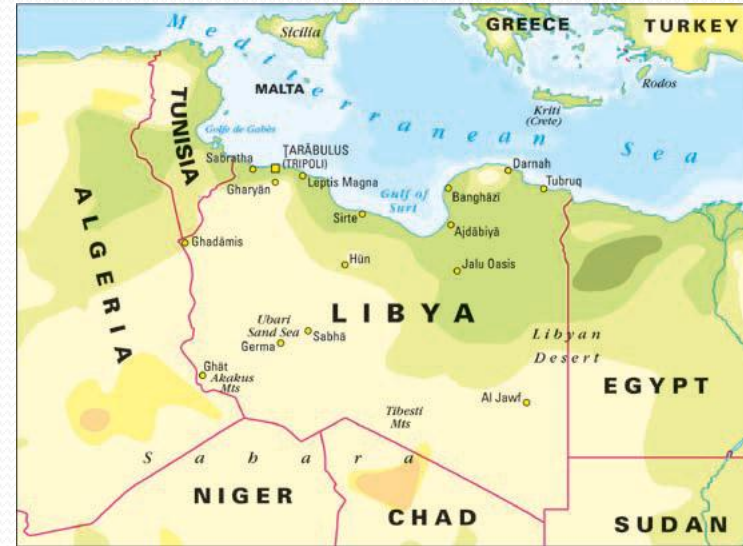 GREECE
TURKEY
Sicilia
Mediterranean Sea
MALTA
Rodos
Kriti
(Crete)
TUNISIA
Golfe de Gabès
Sabratha
ṬARĀBULUS
(TRIPOLI)
Gharyān
Leptis Magna
Gulf of
Surt
Darnah
Tubruq
Banghāzī
Sirte
Ajdābiyā
ALGERIA
Ghadāmis
Hūn
Jalu Oasis
LIBYA
Ubari
Sand Sea
Sabhā
Germa
Libyan
Desert
Ghāt
Akakus
Mts
EGYPT
Al Jawf
Tibesti
Mts
Sahara
NIGER
CHAD
SUDAN